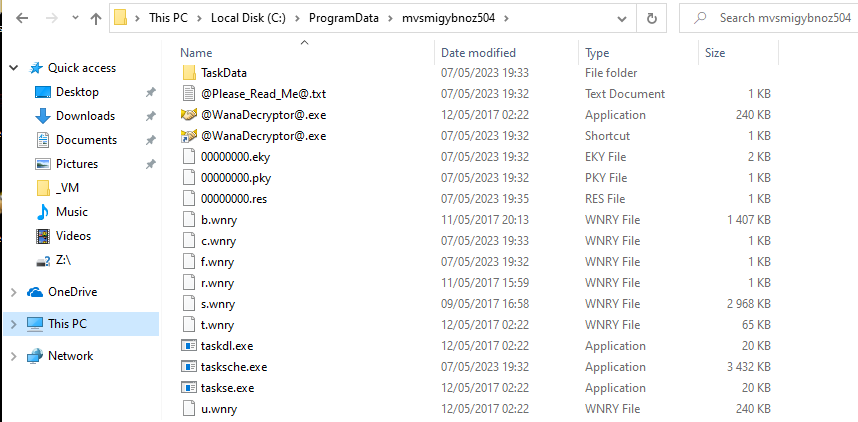 This PC > Local Disk (C:) > ProgramData > mvsmigybnoz504 > Search mvsmigybnoz504
Name Date modified Type Size
Quick access
Desktop
Downloads
Documents
Pictures
_VM
Music
Videos
Z:\
OneDrive
This PC
Network
TaskData 07/05/2023 19:33 File folder
@Please_Read_Me@.txt 07/05/2023 19:32 Text Document 1 KB
@WanaDecryptor@.exe 12/05/2017 02:22 Application 240 KB
@WanaDecryptor@.exe 07/05/2023 19:32 Shortcut 1 KB
00000000.eky 07/05/2023 19:32 EKY File 2 KB
00000000.pky 07/05/2023 19:32 PKY File 1 KB
00000000.res 07/05/2023 19:35 RES File 1 KB
b.wnry 11/05/2017 20:13 WNRY File 1 407 KB
c.wnry 07/05/2023 19:33 WNRY File 1 KB
f.wnry 07/05/2023 19:32 WNRY File 1 KB
r.wnry 11/05/2017 15:59 WNRY File 1 KB
s.wnry 09/05/2017 16:58 WNRY File 2 968 KB
t.wnry 12/05/2017 02:22 WNRY File 65 KB
taskdl.exe 12/05/2017 02:22 Application 20 KB
tasksche.exe 07/05/2023 19:32 Application 3 432 KB
taskse.exe 12/05/2017 02:22 Application 20 KB
u.wnry 12/05/2017 02:22 WNRY File 240 KB